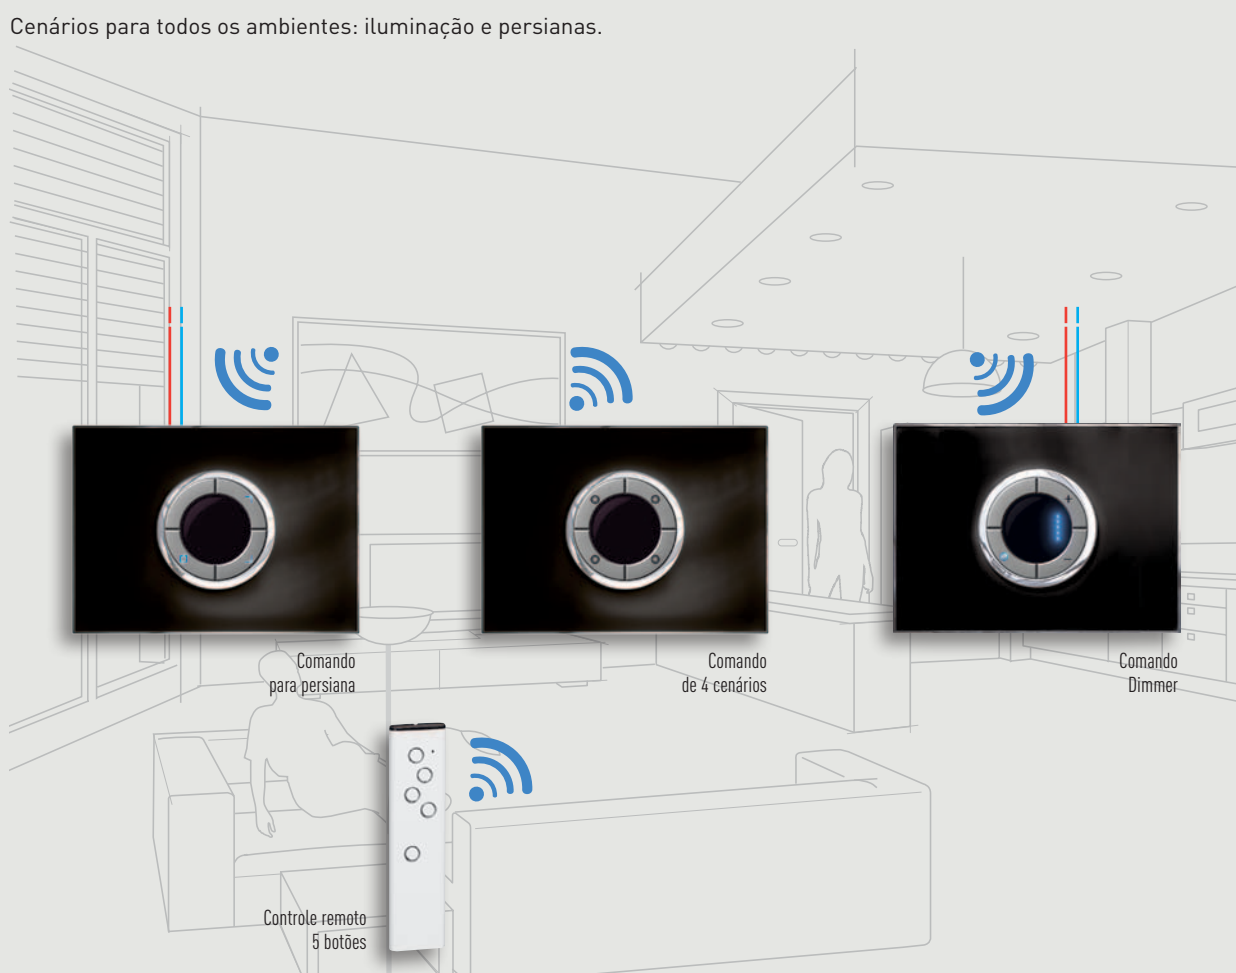 Cenários para todos os ambientes: iluminação e persianas.
Comando
para persiana
Comando
de 4 cenários
Comando
Dimmer
Controle remoto
5 botões